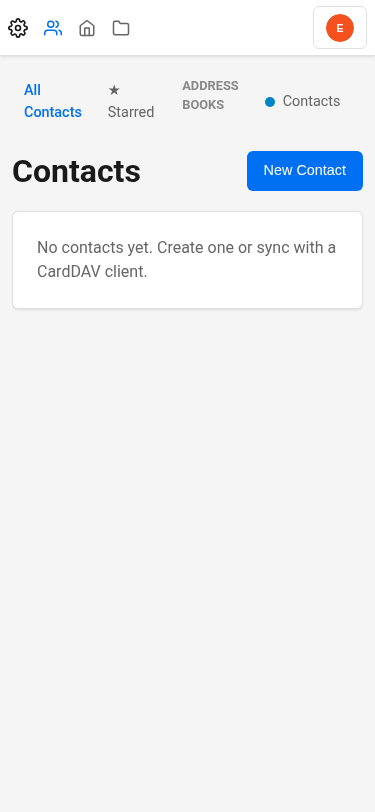 E
All
Contacts
★
Starred
ADDRESS
BOOKS
Contacts
Contacts
New Contact
No contacts yet. Create one or sync with a
CardDAV client.